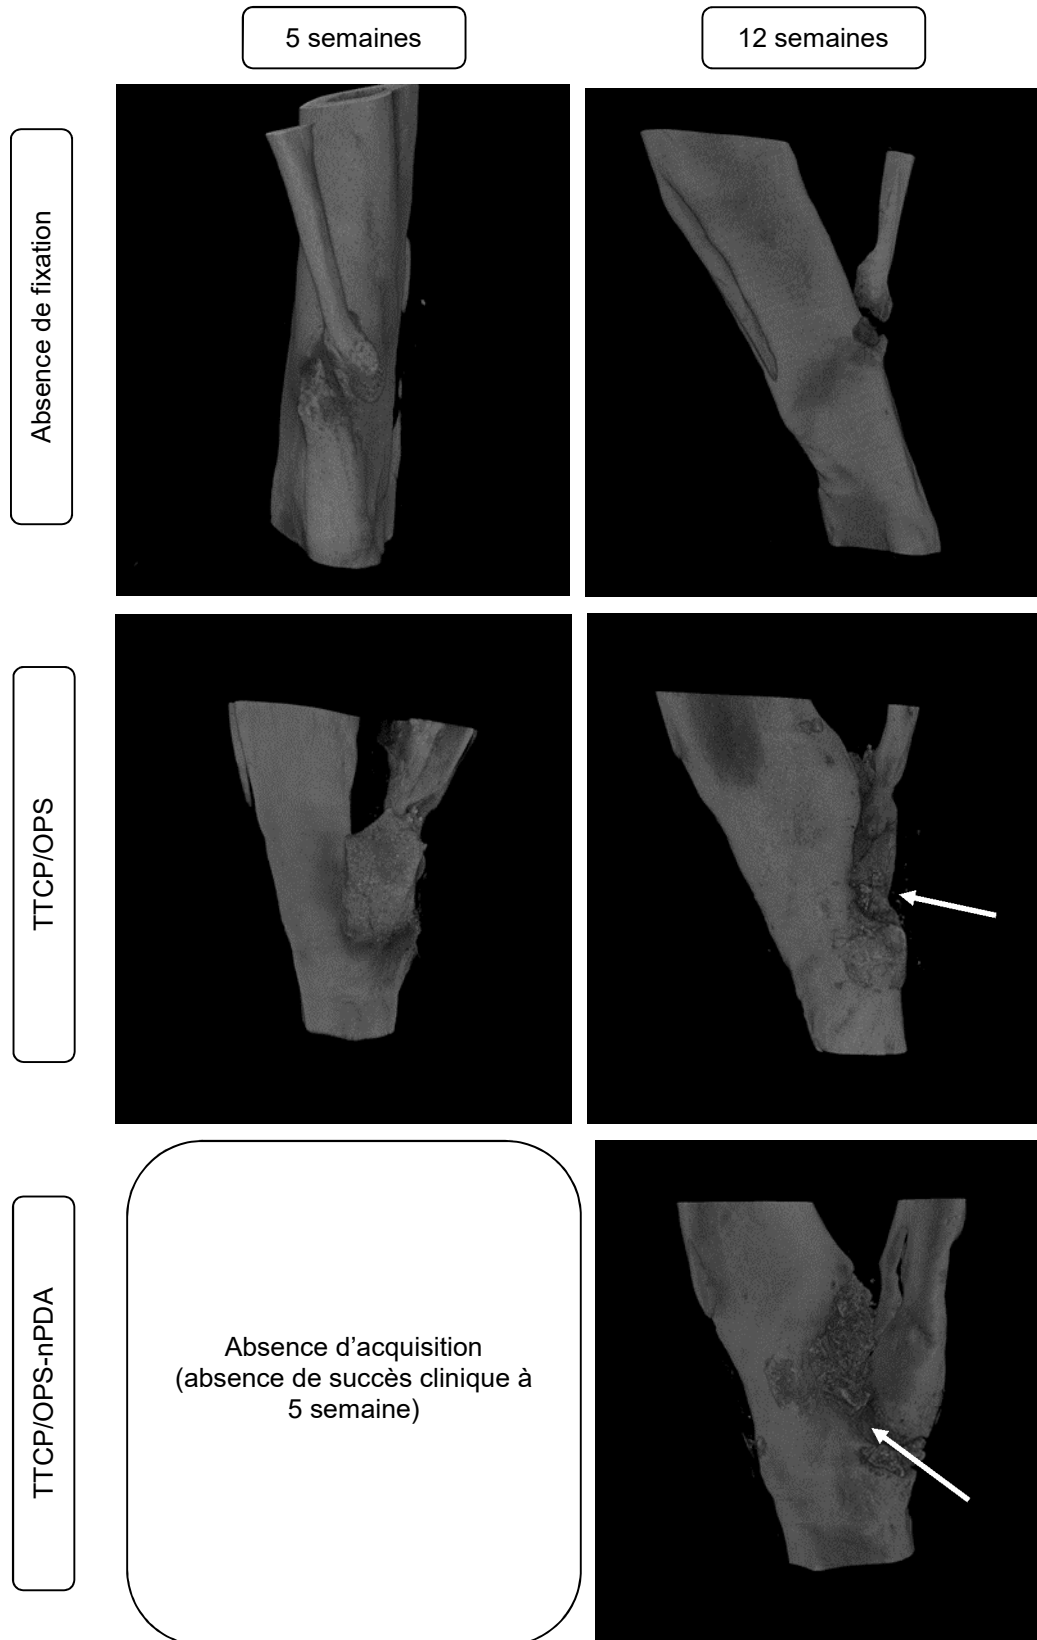 5 semaines
12 semaines
Absence de fixation
TTCP/OPS
TTCP/OPS-nPDA
Absence d’acquisition
(absence de succès clinique à
5 semaine)